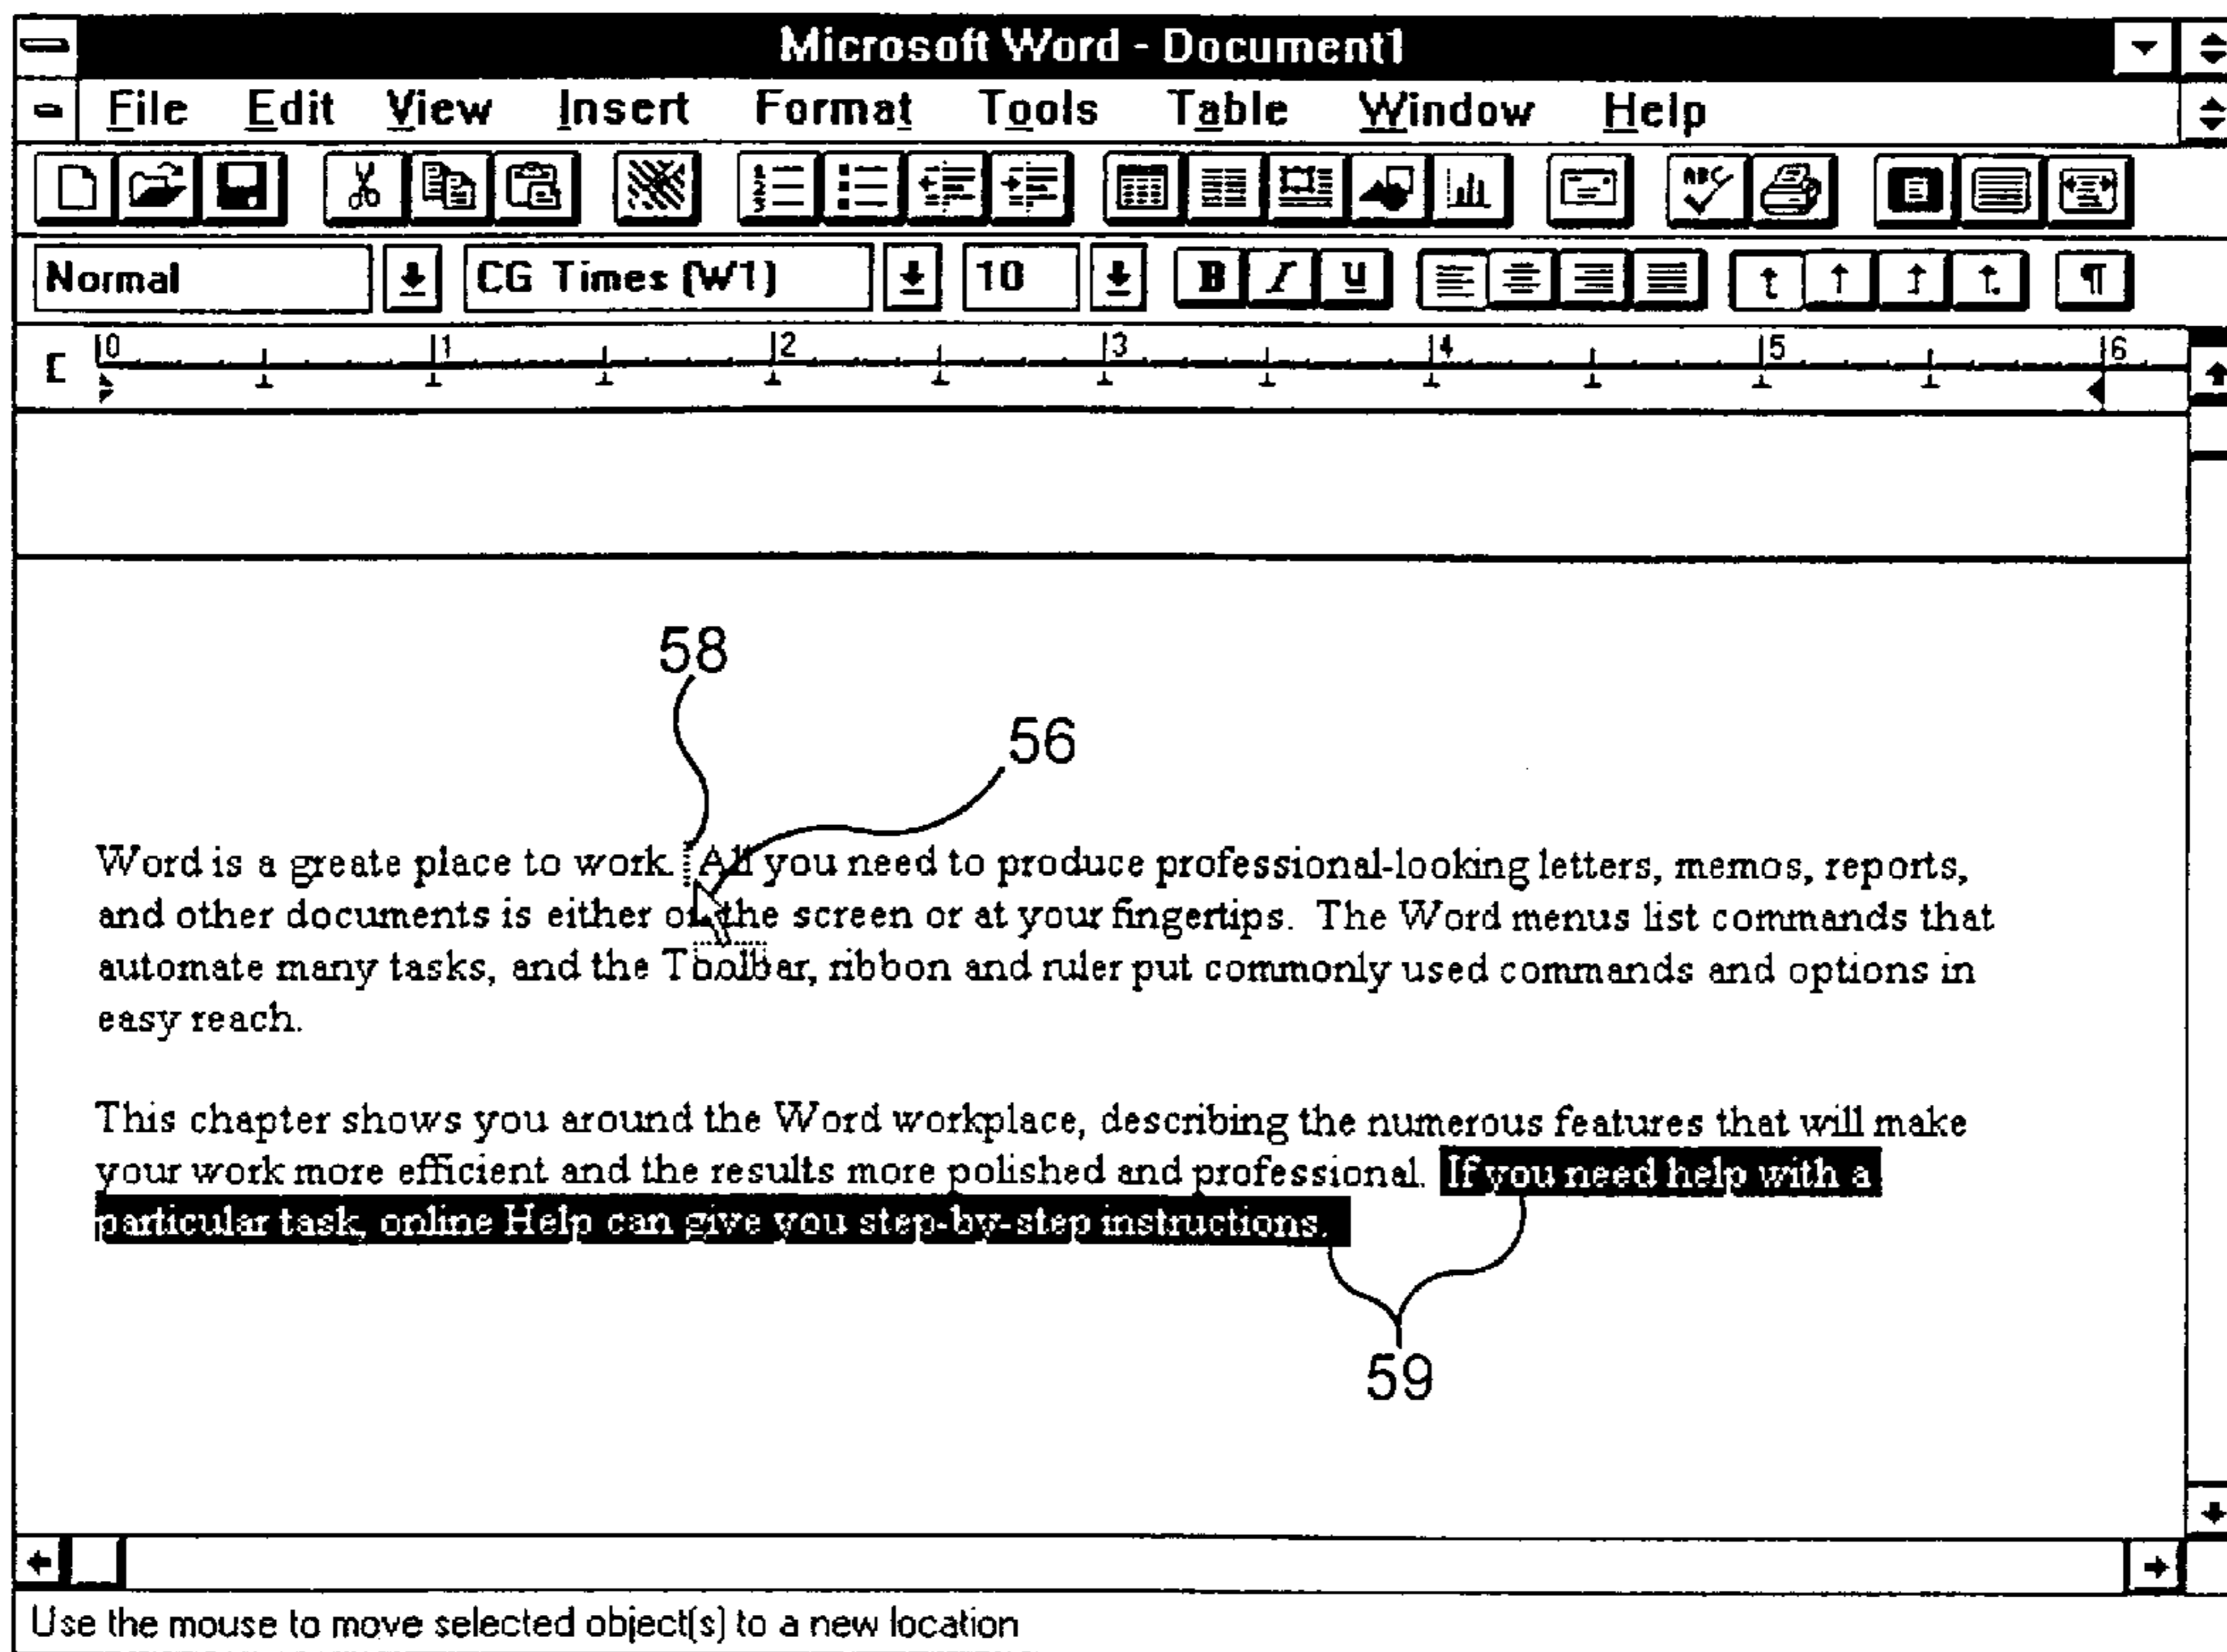 Microsoft Word - Document1
File Edit View Insert Format Tools Table Window Help
ABC
Normal CG Times (W1) 10 B I U ¶
0 1 2 3 4 5 6
58
56
Word is a greate place to work. All you need to produce professional-looking letters, memos, reports,
and other documents is either on the screen or at your fingertips. The Word menus list commands that
automate many tasks, and the Toolbar, ribbon and ruler put commonly used commands and options in
easy reach.
This chapter shows you around the Word workplace, describing the numerous features that will make
your work more efficient and the results more polished and professional. If you need help with a
particular task, online Help can give you step-by-step instructions.
59
Use the mouse to move selected object(s) to a new location